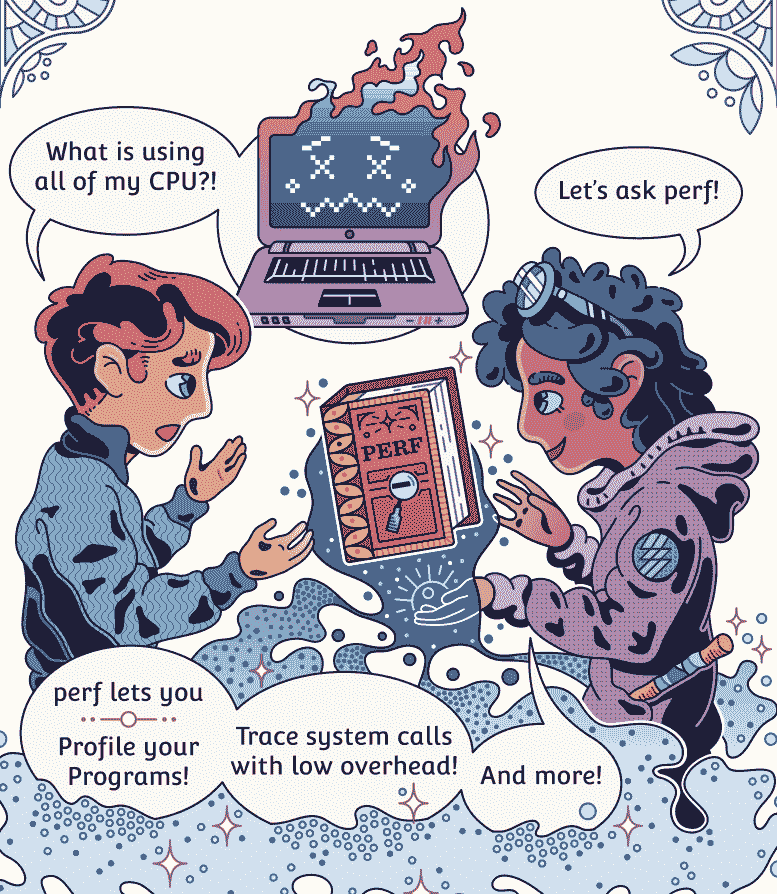 What is using
all of my CPU?!
Let's ask perf!
PERF
perf lets you
Profile your
Programs!
Trace system calls
with low overhead!
And more!